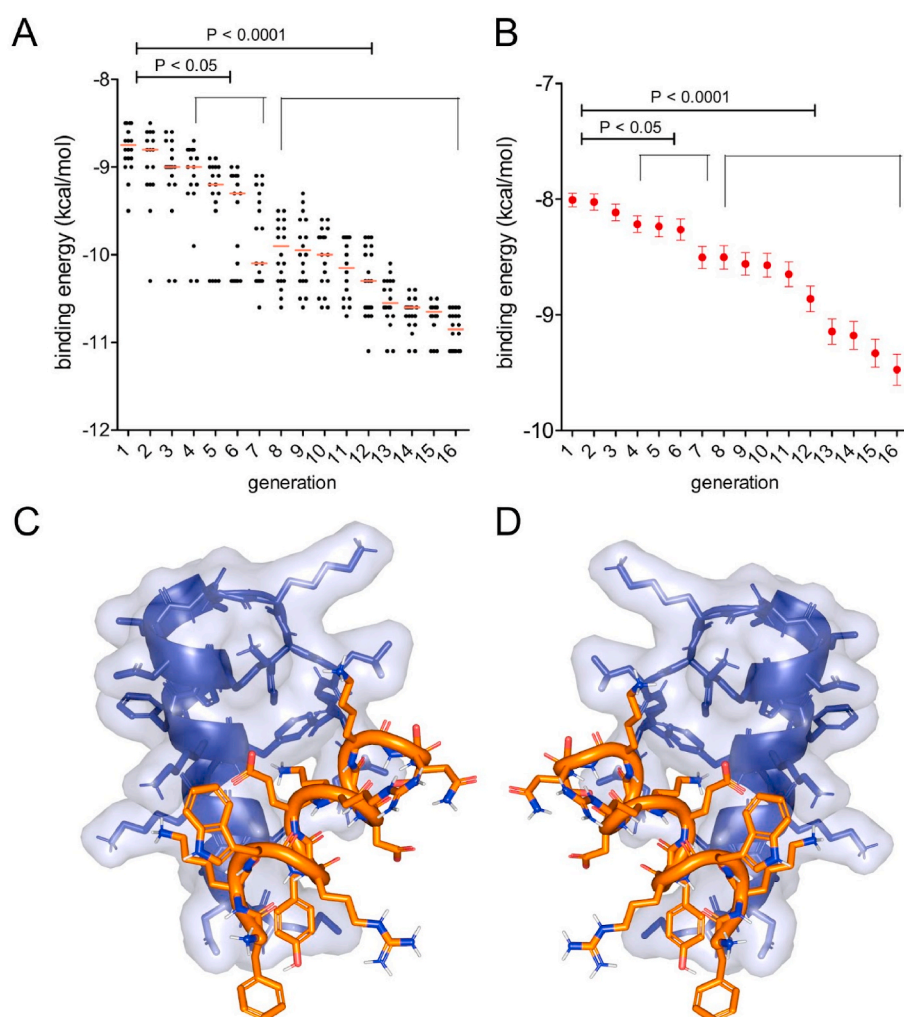 A
P < 0.0001
P < 0.05
-8
-9
-10
-11
-12
binding energy (kcal/mol)
1 2 3 4 5 6 7 8 9 10 11 12 13 14 15 16
generation
B
P < 0.0001
P < 0.05
-7
-8
-9
-10
binding energy (kcal/mol)
1 2 3 4 5 6 7 8 9 10 11 12 13 14 15 16
generation
C
D